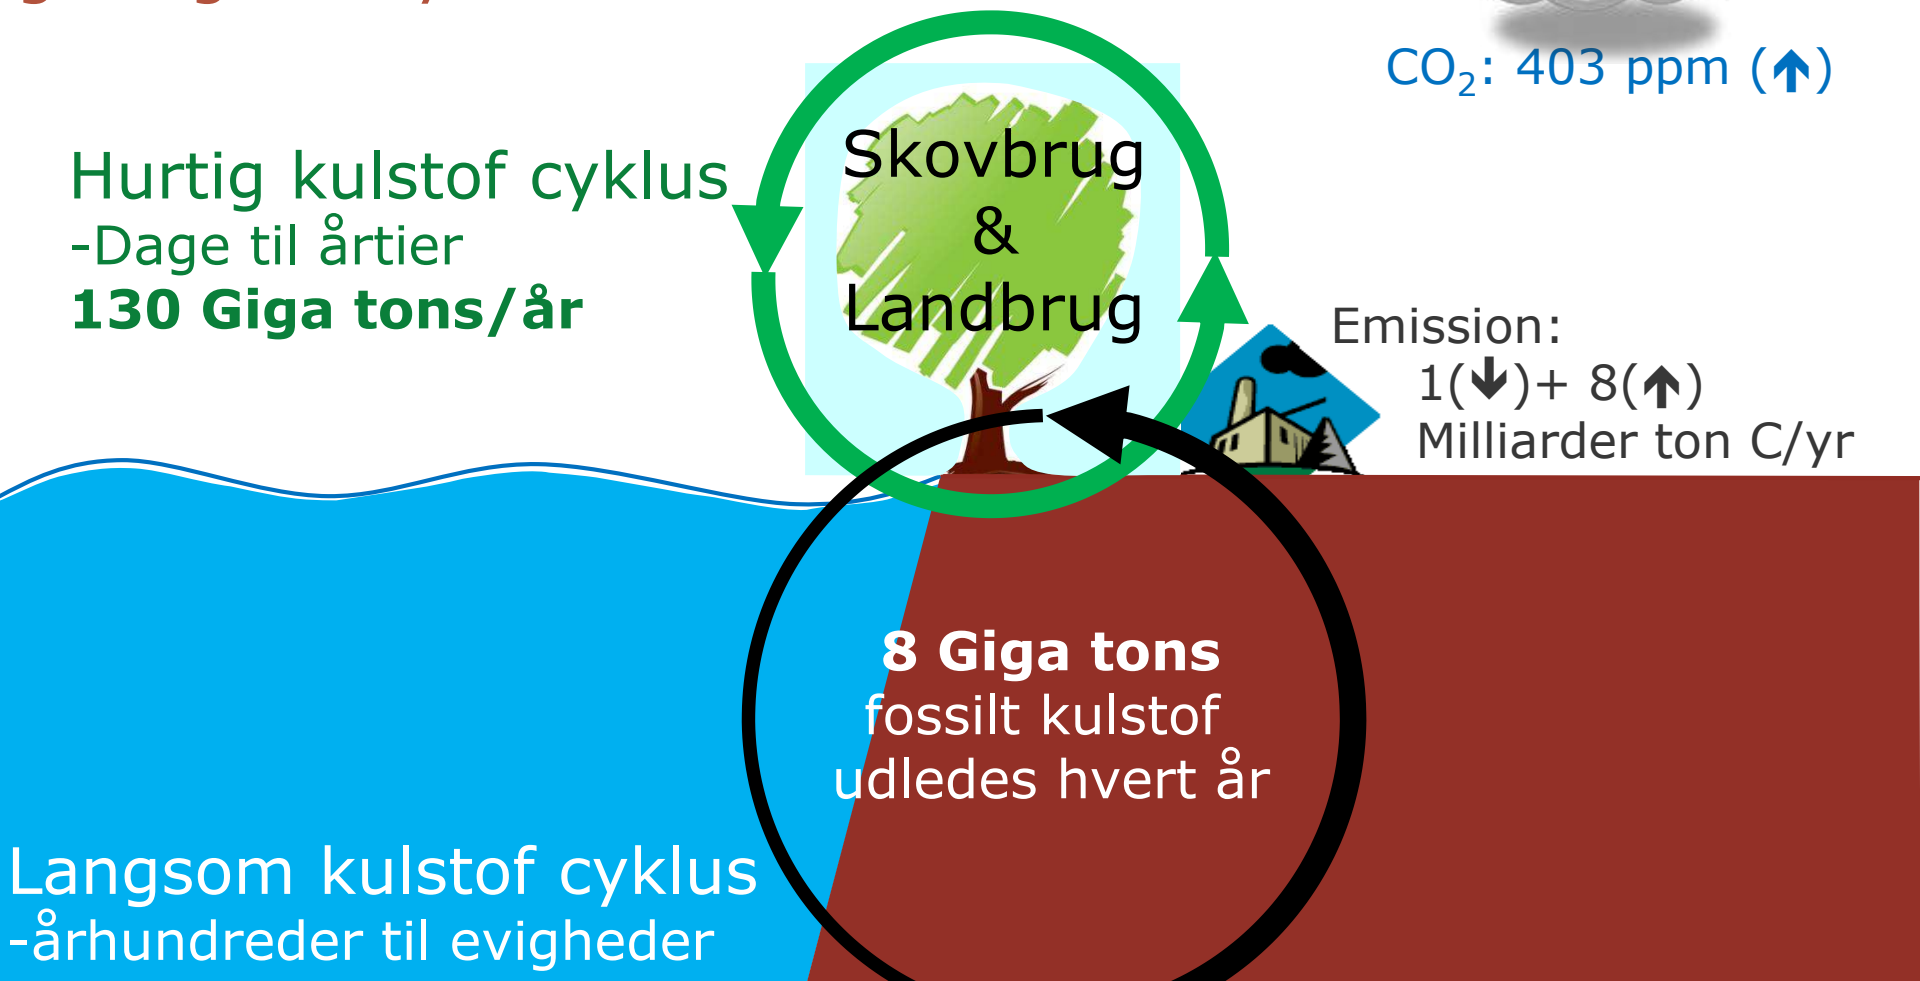 CO₂: 403 ppm (🡹)
Hurtig kulstof cyklus
-Dage til årtier
130 Giga tons/år
Skovbrug
&
Landbrug
Emission:
1(🡻)+ 8(🡹)
Milliarder ton C/yr
8 Giga tons
fossilt kulstof
udledes hvert år
Langsom kulstof cyklus
-århundreder til evigheder